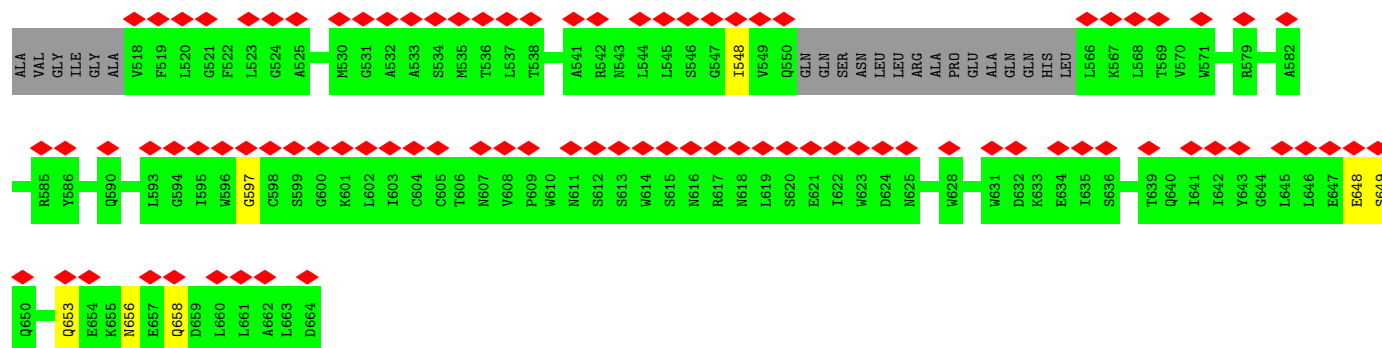 ALA VAL GLY ILE GLY ALA V518 F519 L520 G521 F522 L523 G524 A525 M530 G531 A532 A533 S534 M535 T536 L537 T538 A541 R542 N543 L544 L545 S546 G547 I548 V549 Q550 GLN GLN SER ASN LEU LEU ARG ALA PRO GLU ALA GLN GLN HIS LEU L566 K567 L568 T569 V570 W571 R579 A582
R585 Y586 Q590 L593 G594 I595 W596 G597 C598 S599 G600 K601 L602 I603 C604 C605 T606 N607 V608 P609 W610 N611 S612 S613 W614 S615 N616 R617 N618 L619 S620 E621 I622 W623 D624 N625 W628 W631 D632 K633 E634 I635 S636 T639 Q640 I641 I642 Y643 G644 L645 L646 E647 E648 S649
Q650 Q653 E654 K655 N656 E657 Q658 D659 L660 L661 A662 L663 D664